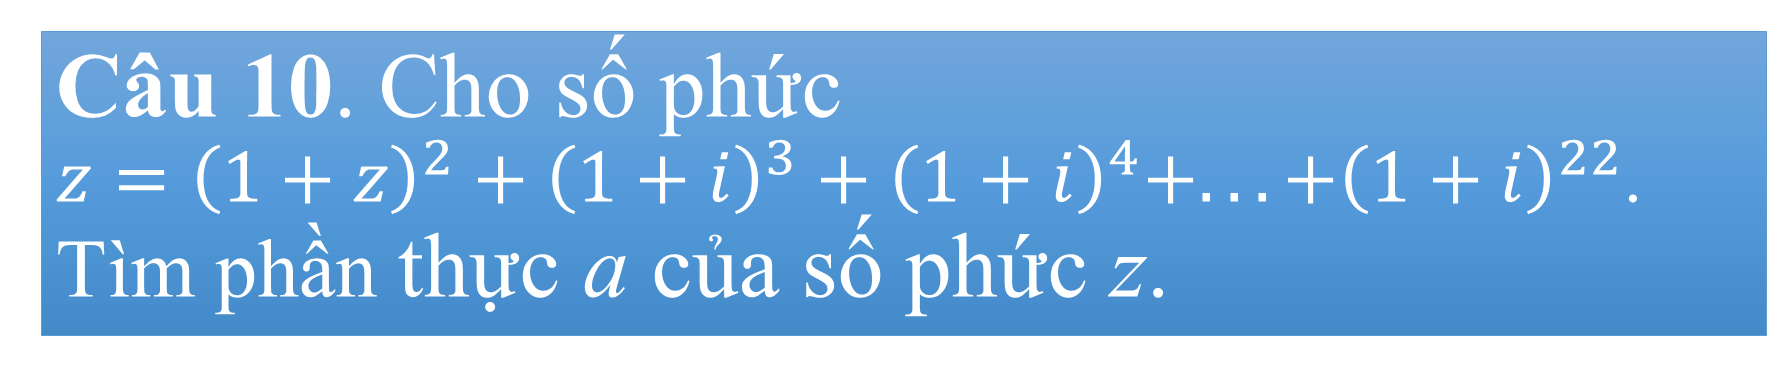 Câu 10. Cho số phức
z = (1 + z)² + (1 + i)³ + (1 + i)⁴+...+(1 + i)²².
Tìm phần thực a của số phức z.